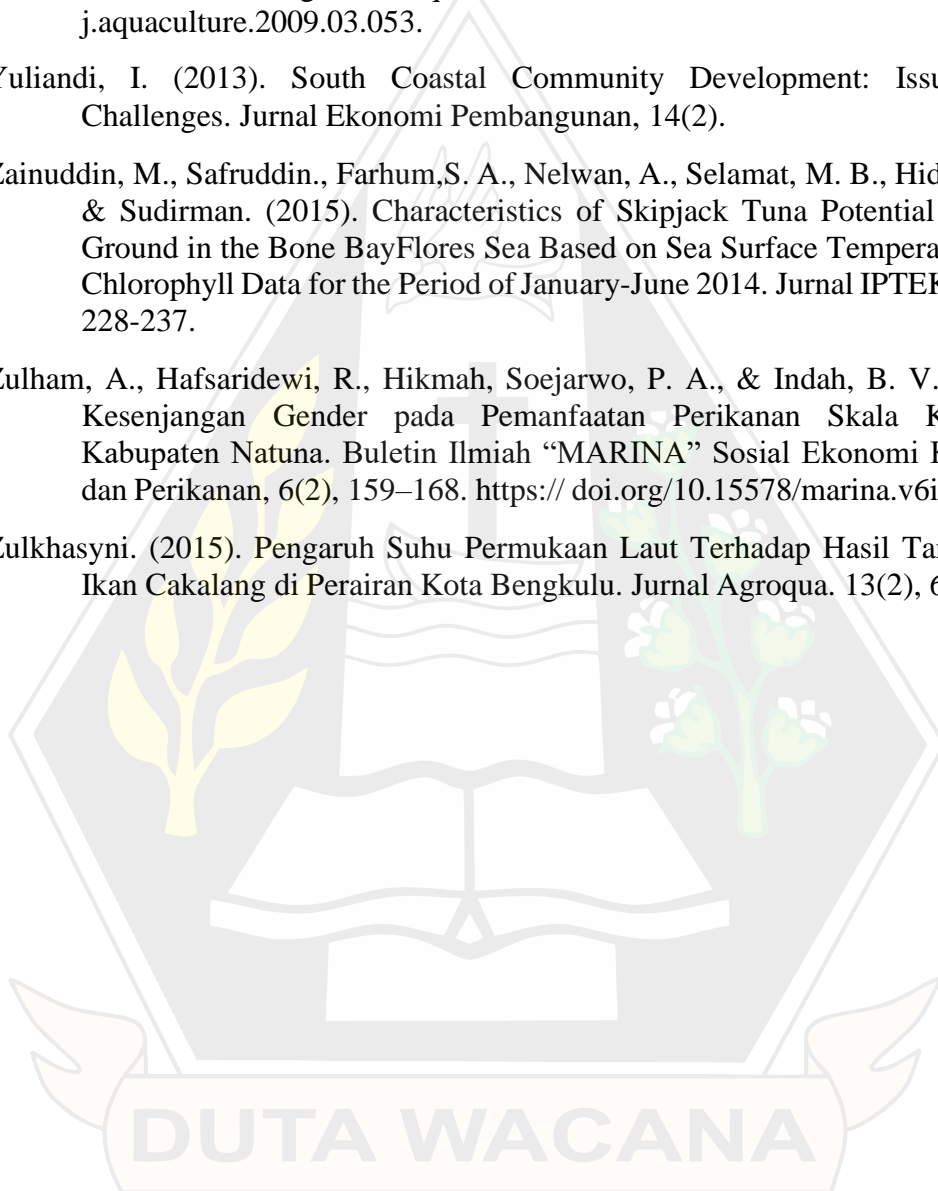 j.aquaculture.2009.03.053.
Yuliandi, I. (2013). South Coastal Community Development: Issu
Challenges. Jurnal Ekonomi Pembangunan, 14(2).
Zainuddin, M., Safruddin., Farhum,S. A., Nelwan, A., Selamat, M. B., Hid
& Sudirman. (2015). Characteristics of Skipjack Tuna Potential
Ground in the Bone BayFlores Sea Based on Sea Surface Tempera
Chlorophyll Data for the Period of January-June 2014. Jurnal IPTEK
228-237.
Zulham, A., Hafsaridewi, R., Hikmah, Soejarwo, P. A., & Indah, B. V.
Kesenjangan Gender pada Pemanfaatan Perikanan Skala K
Kabupaten Natuna. Buletin Ilmiah “MARINA” Sosial Ekonomi
dan Perikanan, 6(2), 159–168. https:// doi.org/10.15578/marina.v6i
Zulkhasyni. (2015). Pengaruh Suhu Permukaan Laut Terhadap Hasil
Ikan Cakalang di Perairan Kota Bengkulu. Jurnal Agroqua. 13(2), 6
DUTA WACANA